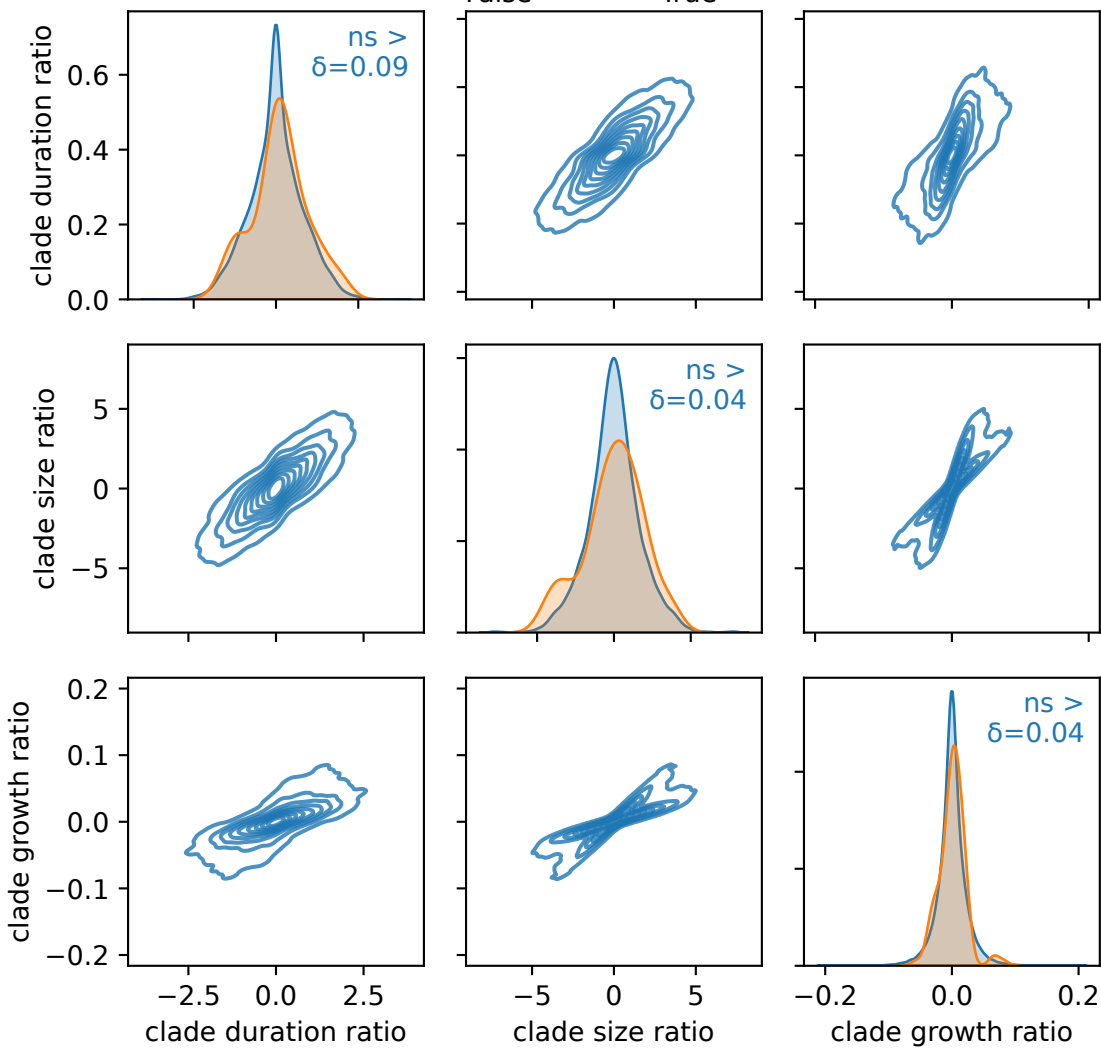 clade duration ratio
0.6
0.4
0.2
0.0
ns >
δ=0.09
clade size ratio
5
0
−5
ns >
δ=0.04
clade growth ratio
0.2
0.1
0.0
−0.1
−0.2
ns >
δ=0.04
−2.5 0.0 2.5
−5 0 5
−0.2 0.0 0.2
clade duration ratio
clade size ratio
clade growth ratio